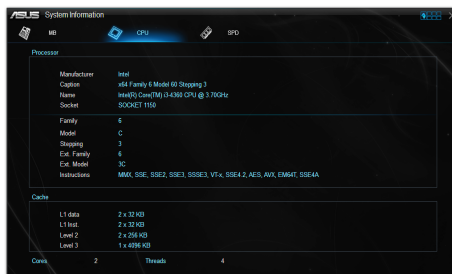 ASUS System Information
MB CPU SPD
Processor
Manufacturer Intel
Caption x64 Family 6 Model 60 Stepping 3
Name Intel(R) Core(TM) i3-4360 CPU @ 3.70GHz
Socket SOCKET 1150
Family 6
Model C
Stepping 3
Ext. Family 6
Ext. Model 3C
Instructions MMX, SSE, SSE2, SSE3, SSSE3, VT-x, SSE4.2, AES, AVX, EM64T, SSE4A
Cache
L1 data 2 x 32 KB
L1 Inst. 2 x 32 KB
Level 2 2 x 256 KB
Level 3 1 x 4096 KB
Cores 2 Threads 4